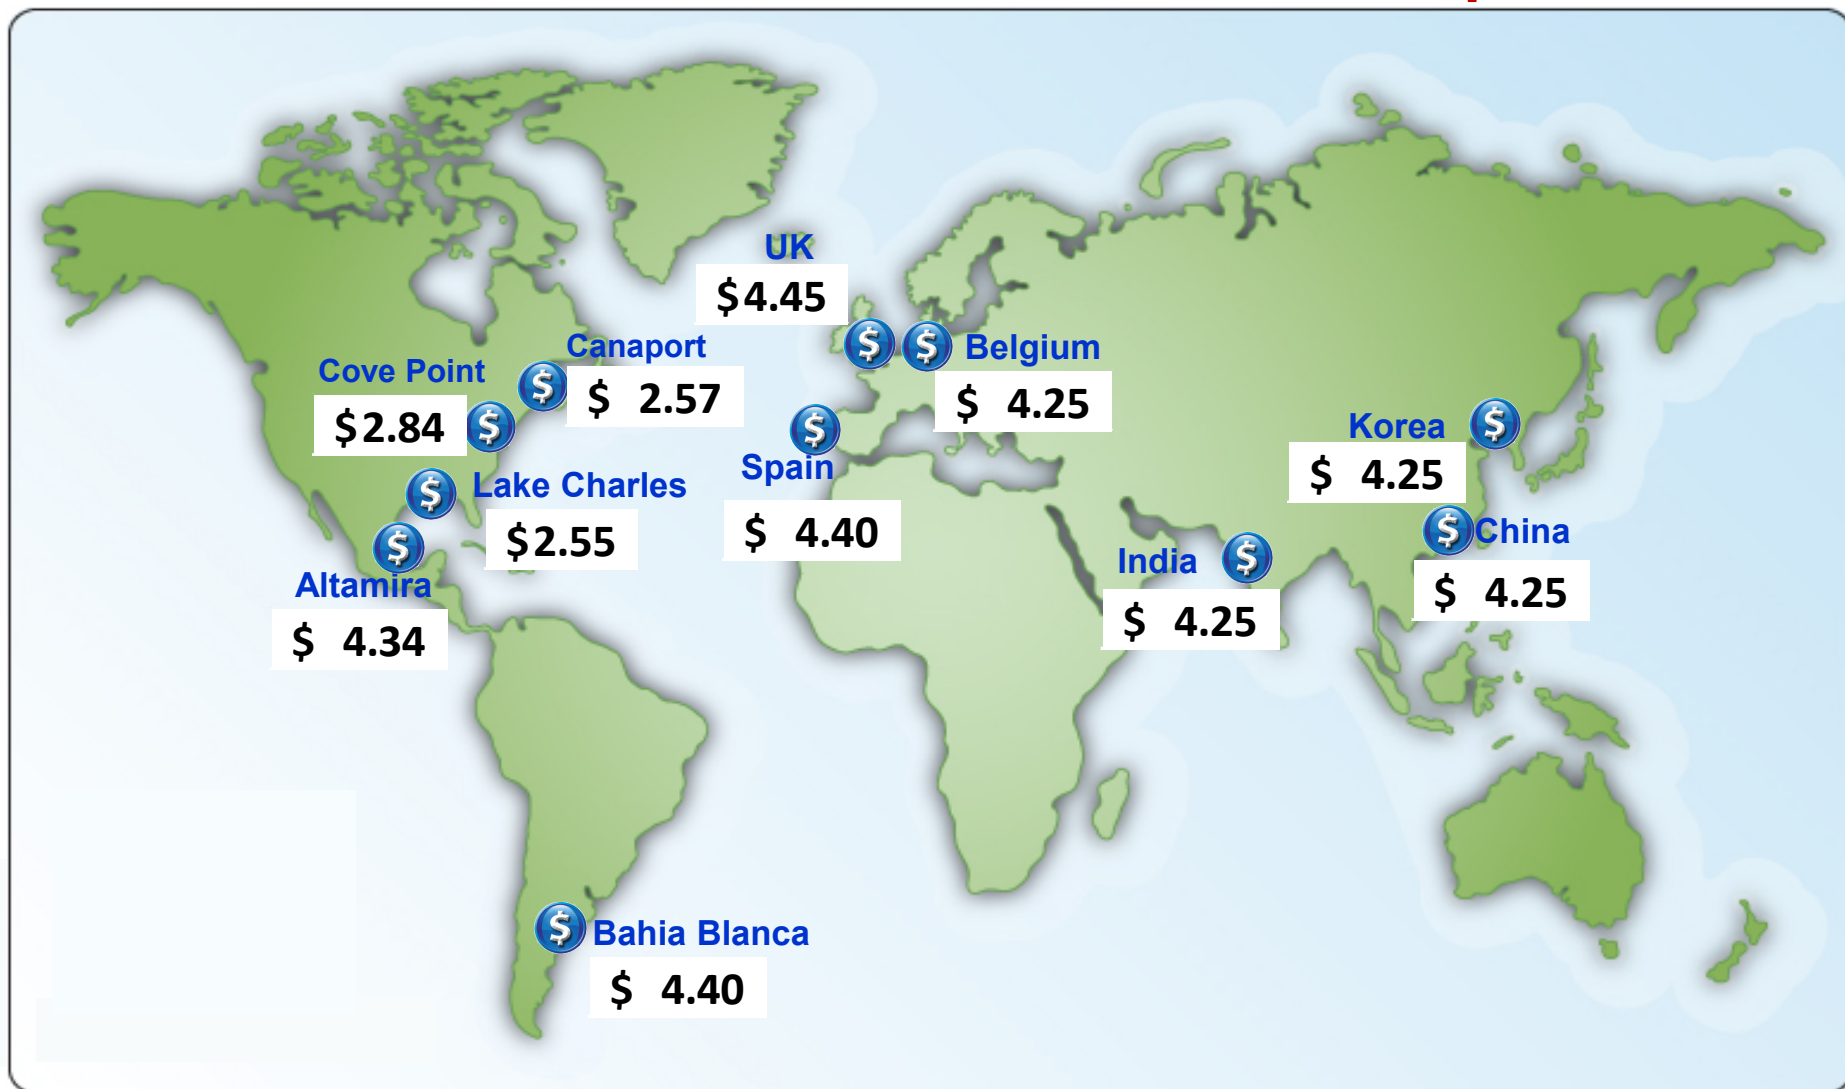 UK
$4.45
Canaport
$ 2.57
Cove Point
$2.84
Belgium
$ 4.25
Spain
$ 4.40
Lake Charles
$2.55
Altamira
$ 4.34
Korea
$ 4.25
China
$ 4.25
India
$ 4.25
Bahia Blanca
$ 4.40